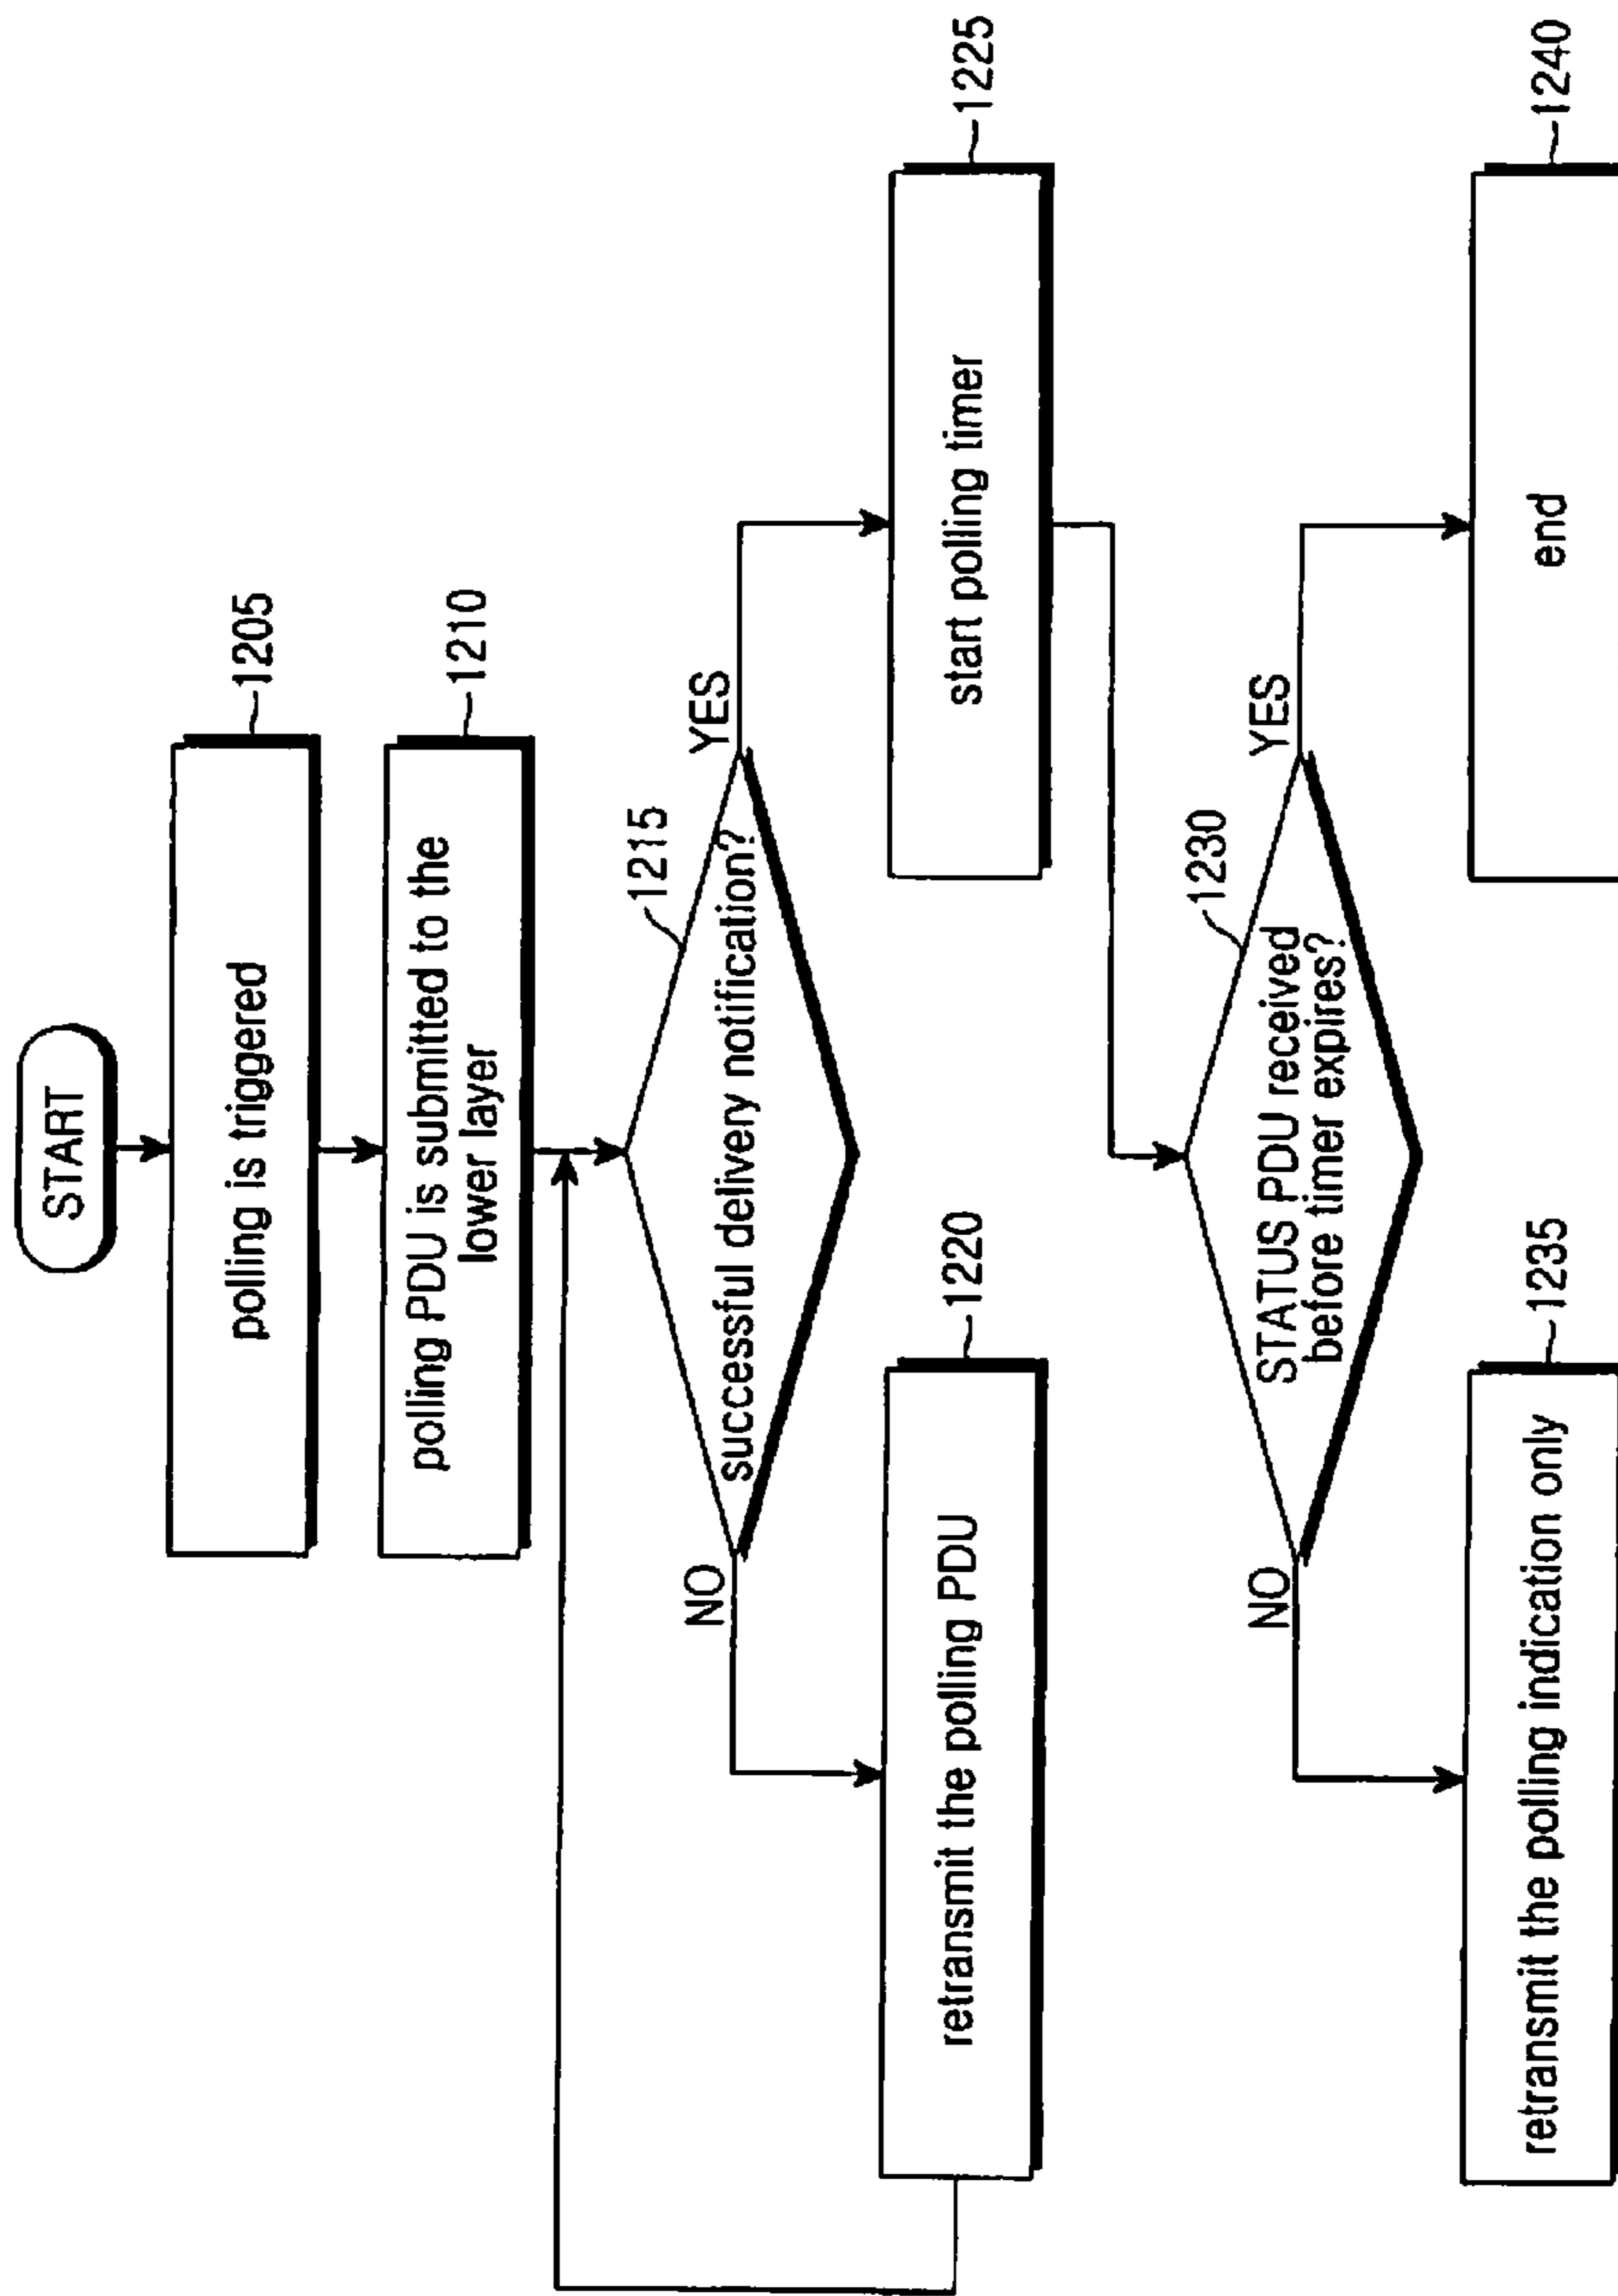 START
polling is triggered
1205
polling PDU is submitted to the
lower layer
1210
1215
successful delivery notification?
NO
YES
retransmit the polling PDU
1220
start polling timer
1225
1230
STATUS PDU received
before timer expires?
NO
YES
retransmit the polling indication only
1235
end
1240